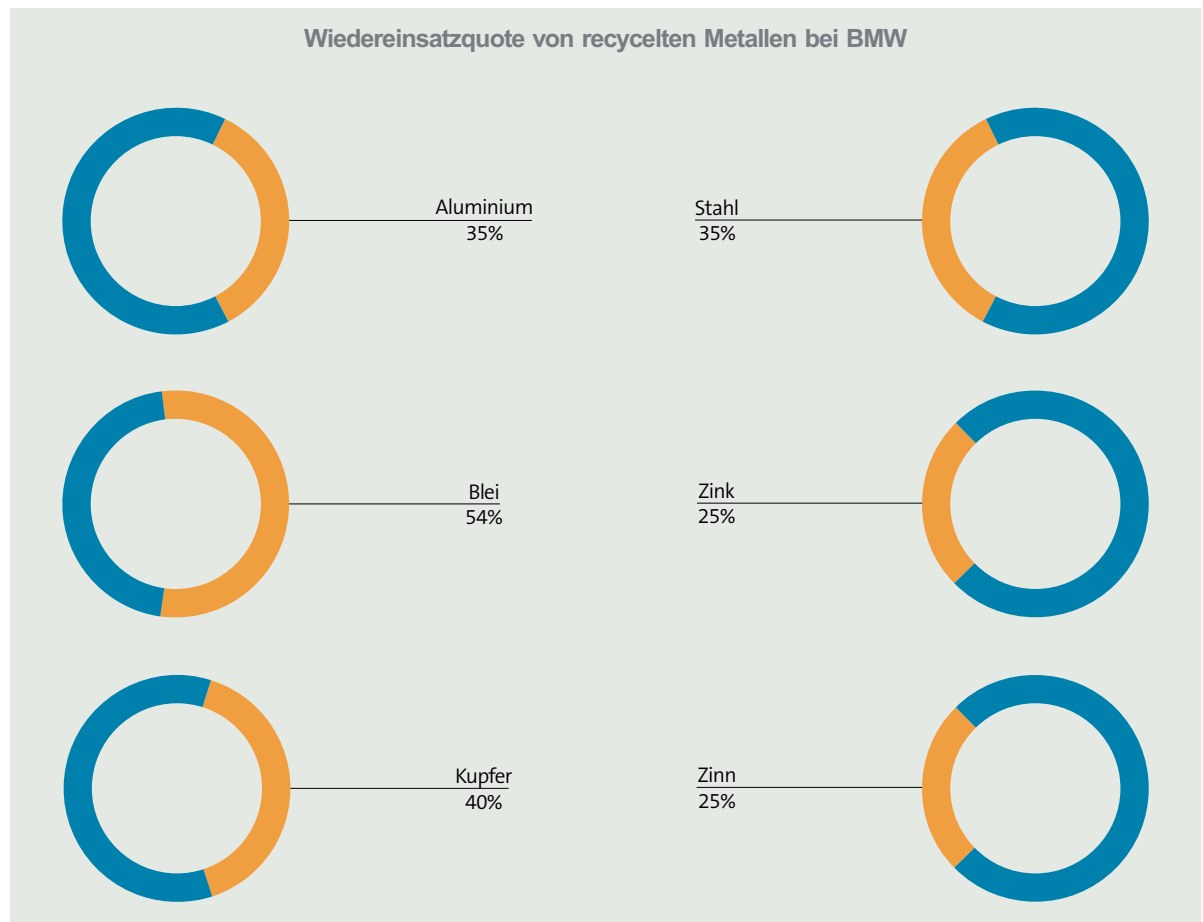 Wiedereinsatzquote von recycelten Metallen bei BMW
Aluminium
35%
Stahl
35%
Blei
54%
Zink
25%
Kupfer
40%
Zinn
25%